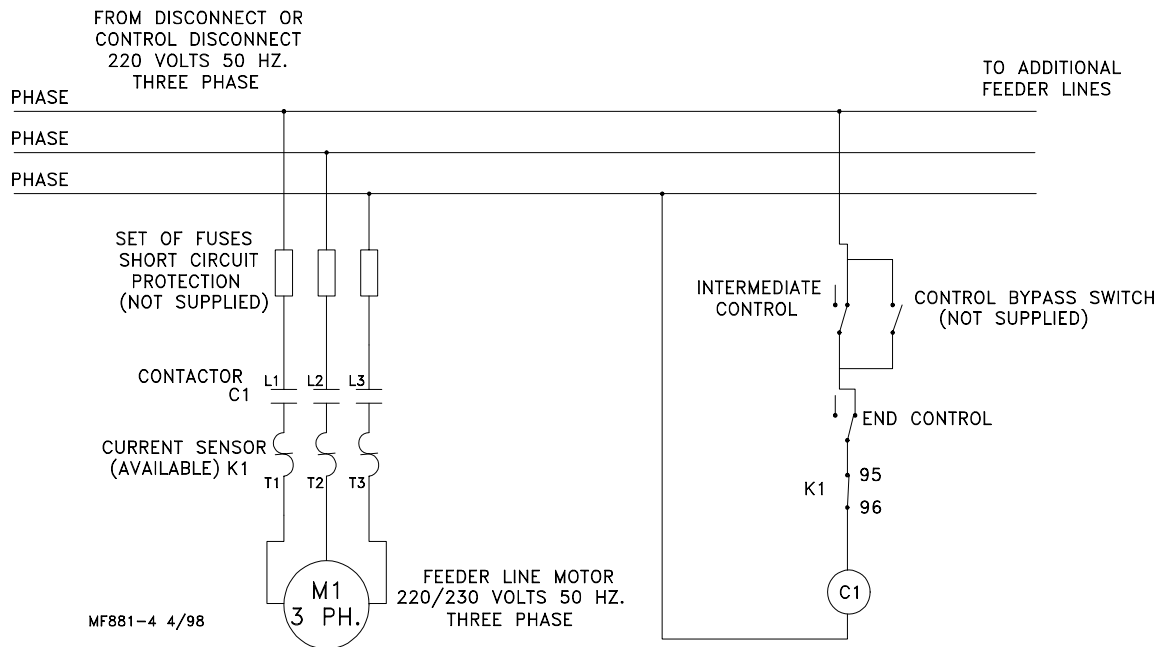 FROM DISCONNECT OR
CONTROL DISCONNECT
220 VOLTS 50 HZ.
THREE PHASE
TO ADDITIONAL
FEEDER LINES
PHASE
PHASE
PHASE
SET OF FUSES
SHORT CIRCUIT
PROTECTION
(NOT SUPPLIED)
INTERMEDIATE
CONTROL
CONTROL BYPASS SWITCH
(NOT SUPPLIED)
CONTACTOR
C1
L1
L2
L3
END CONTROL
CURRENT SENSOR
(AVAILABLE) K1
T1
T2
T3
K1
95
96
M1
3 PH.
FEEDER LINE MOTOR
220/230 VOLTS 50 HZ.
THREE PHASE
C1
MF881-4 4/98